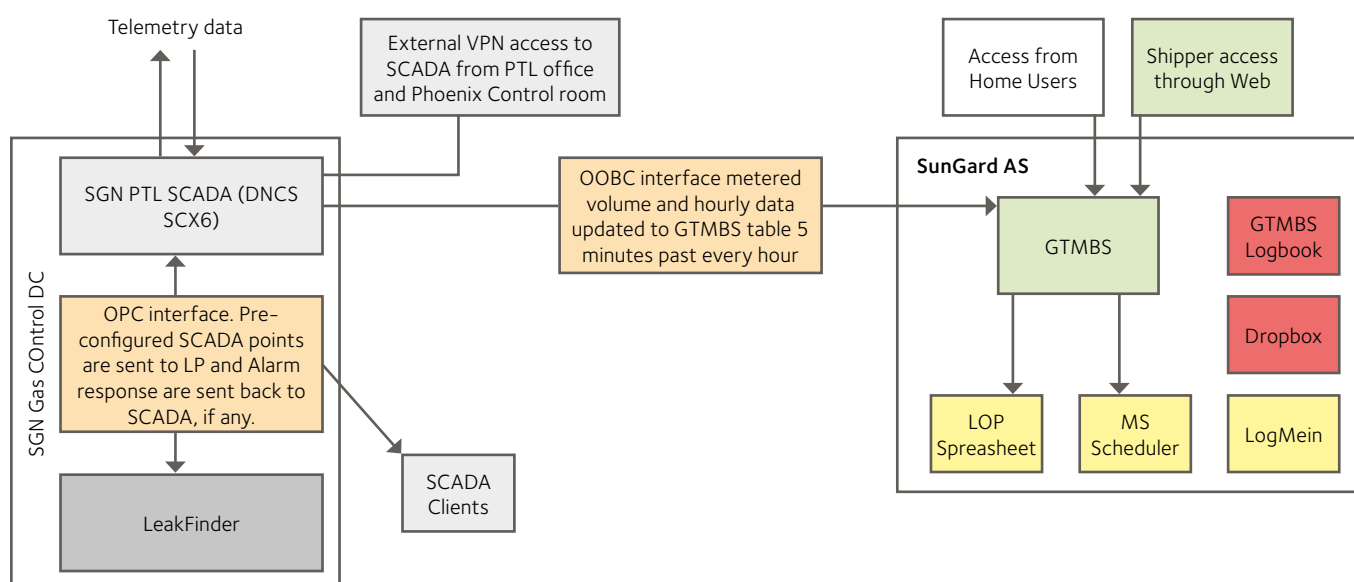 Telemetry data
External VPN access to
SCADA from PTL office
and Phoenix Control room
Access from
Home Users
Shipper access
through Web
SGN Gas COntrol DC
SGN PTL SCADA (DNCS
SCX6)
OOBC interface metered
volume and hourly data
updated to GTMBS table 5
minutes past every hour
SunGard AS
GTMBS
GTMBS
Logbook
OPC interface. Pre-
configured SCADA points
are sent to LP and Alarm
response are sent back to
SCADA, if any.
Dropbox
LOP
Spreasheet
MS
Scheduler
LogMein
SCADA
Clients
LeakFinder